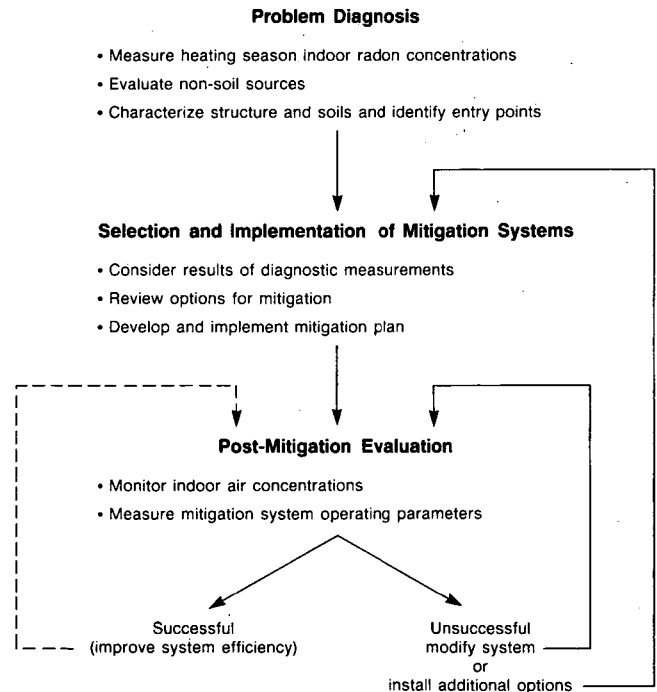 Problem Diagnosis
• Measure heating season indoor radon concentrations
• Evaluate non-soil sources
• Characterize structure and soils and identify entry points
Selection and Implementation of Mitigation Systems
• Consider results of diagnostic measurements
• Review options for mitigation
• Develop and implement mitigation plan
Post-Mitigation Evaluation
• Monitor indoor air concentrations
• Measure mitigation system operating parameters
Successful
(improve system efficiency)
Unsuccessful
modify system
or
install additional options